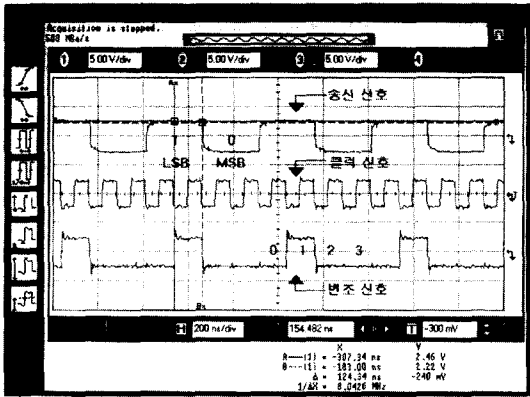 Acquisition is stopped.
500 MSa/s
1 5.00 V/div 2 5.00 V/div 3 5.00 V/div 4
Ax
송신 신호
1 0
LSB MSB
클럭 신호
0 1 2 3
변조 신호
Bx
H 200 ns/div 154.482 ns T -300 mV
X Y
A---(1) = -307.34 ns 2.46 V
B---(1) = -183.00 ns 2.22 V
Δ = 124.34 ns -240 mV
1/ΔX = 8.0426 MHz